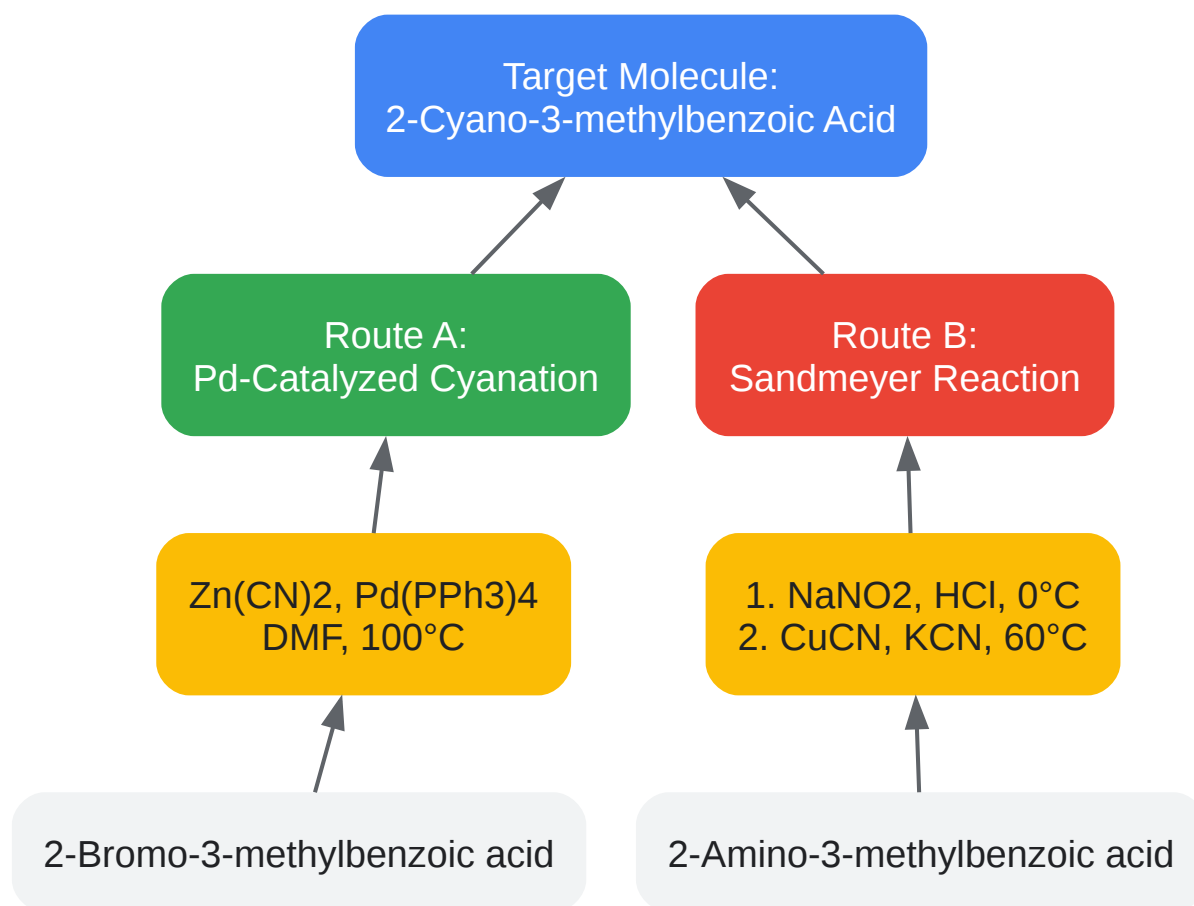 Target Molecule:
2-Cyano-3-methylbenzoic Acid
Route A:
Pd-Catalyzed Cyanation
Route B:
Sandmeyer Reaction
Zn(CN)2, Pd(PPh3)4
DMF, 100°C
1. NaNO2, HCl, 0°C
2. CuCN, KCN, 60°C
2-Bromo-3-methylbenzoic acid
2-Amino-3-methylbenzoic acid